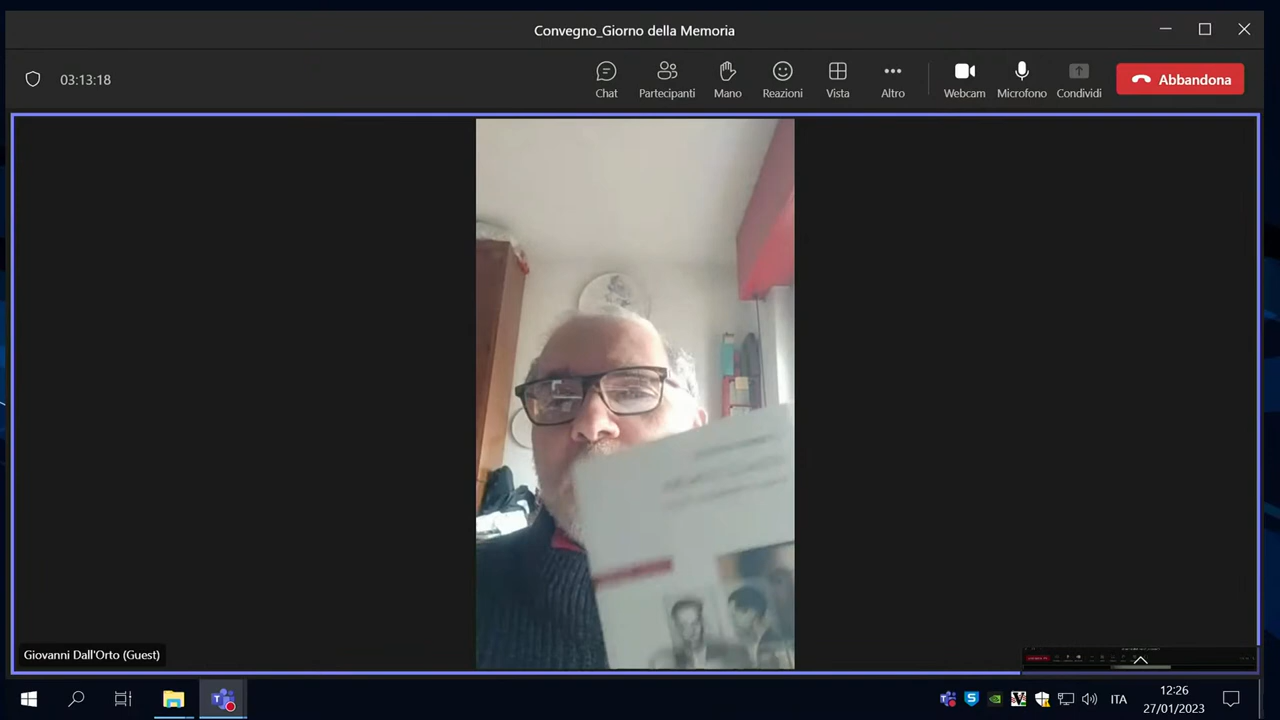 Convegno_Giorno della Memoria
03:13:18
Chat
Partecipanti
Mano
Reazioni
Vista
Altro
Webcam
Microfono
Condividi
Abbandona
Giovanni Dall'Orto (Guest)
ITA
12:26
27/01/2023